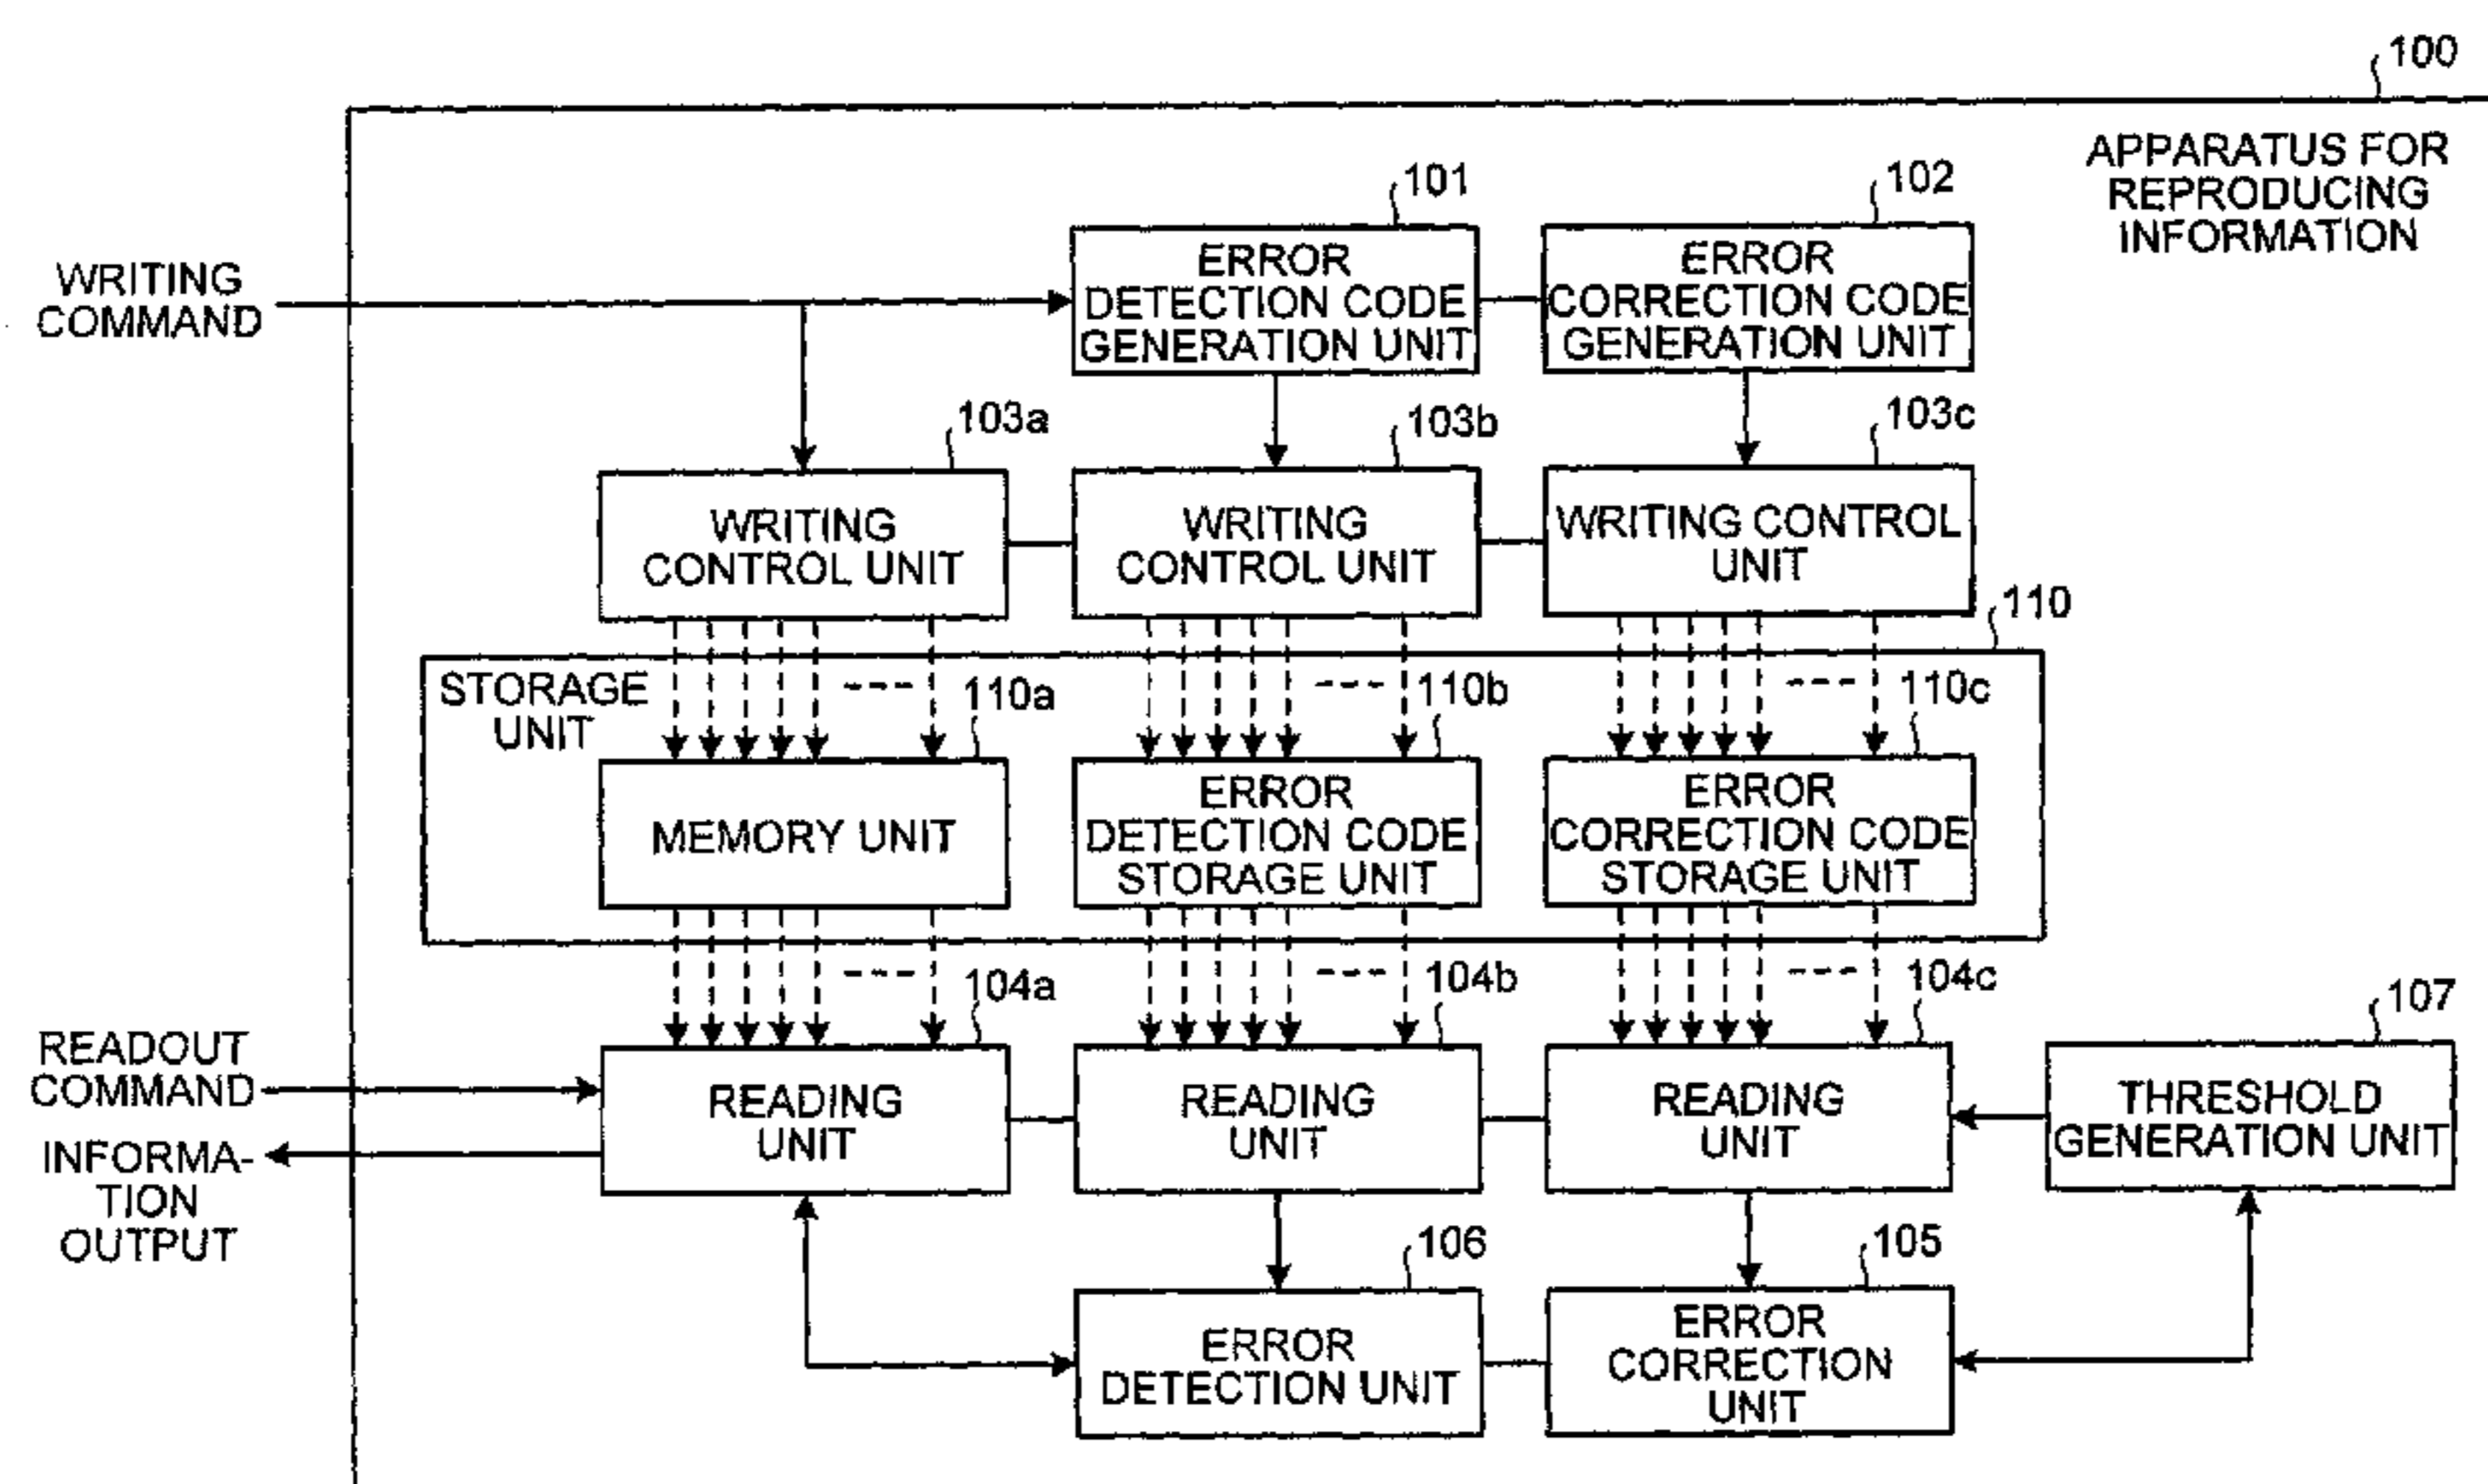 100
APPARATUS FOR
REPRODUCING
INFORMATION
101
102
WRITING
COMMAND
ERROR
DETECTION CODE
GENERATION UNIT
ERROR
CORRECTION CODE
GENERATION UNIT
103a
103b
103c
WRITING
CONTROL UNIT
WRITING
CONTROL UNIT
WRITING CONTROL
UNIT
110
STORAGE
UNIT
110a
110b
110c
MEMORY UNIT
ERROR
DETECTION CODE
STORAGE UNIT
ERROR
CORRECTION CODE
STORAGE UNIT
104a
104b
104c
107
READOUT
COMMAND
INFORMA-
TION
OUTPUT
READING
UNIT
READING
UNIT
READING
UNIT
THRESHOLD
GENERATION UNIT
106
105
ERROR
DETECTION UNIT
ERROR
CORRECTION
UNIT